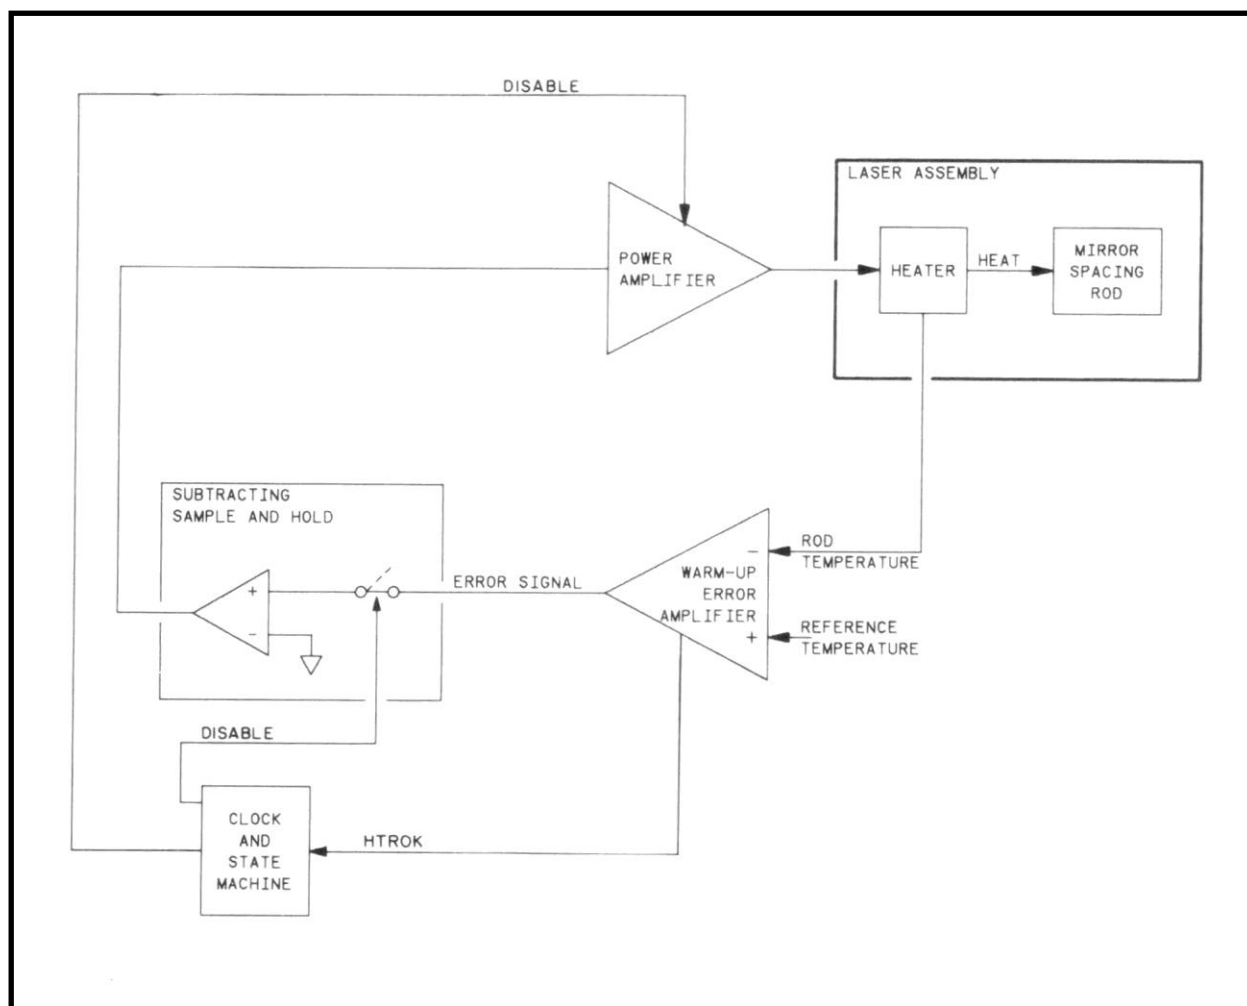 DISABLE
LASER ASSEMBLY
POWER
AMPLIFIER
HEATER
HEAT
MIRROR
SPACING
ROD
SUBTRACTING
SAMPLE AND HOLD
+
−
ERROR SIGNAL
WARM-UP
ERROR
AMPLIFIER
−
+
ROD
TEMPERATURE
REFERENCE
TEMPERATURE
DISABLE
CLOCK
AND
STATE
MACHINE
HTROK